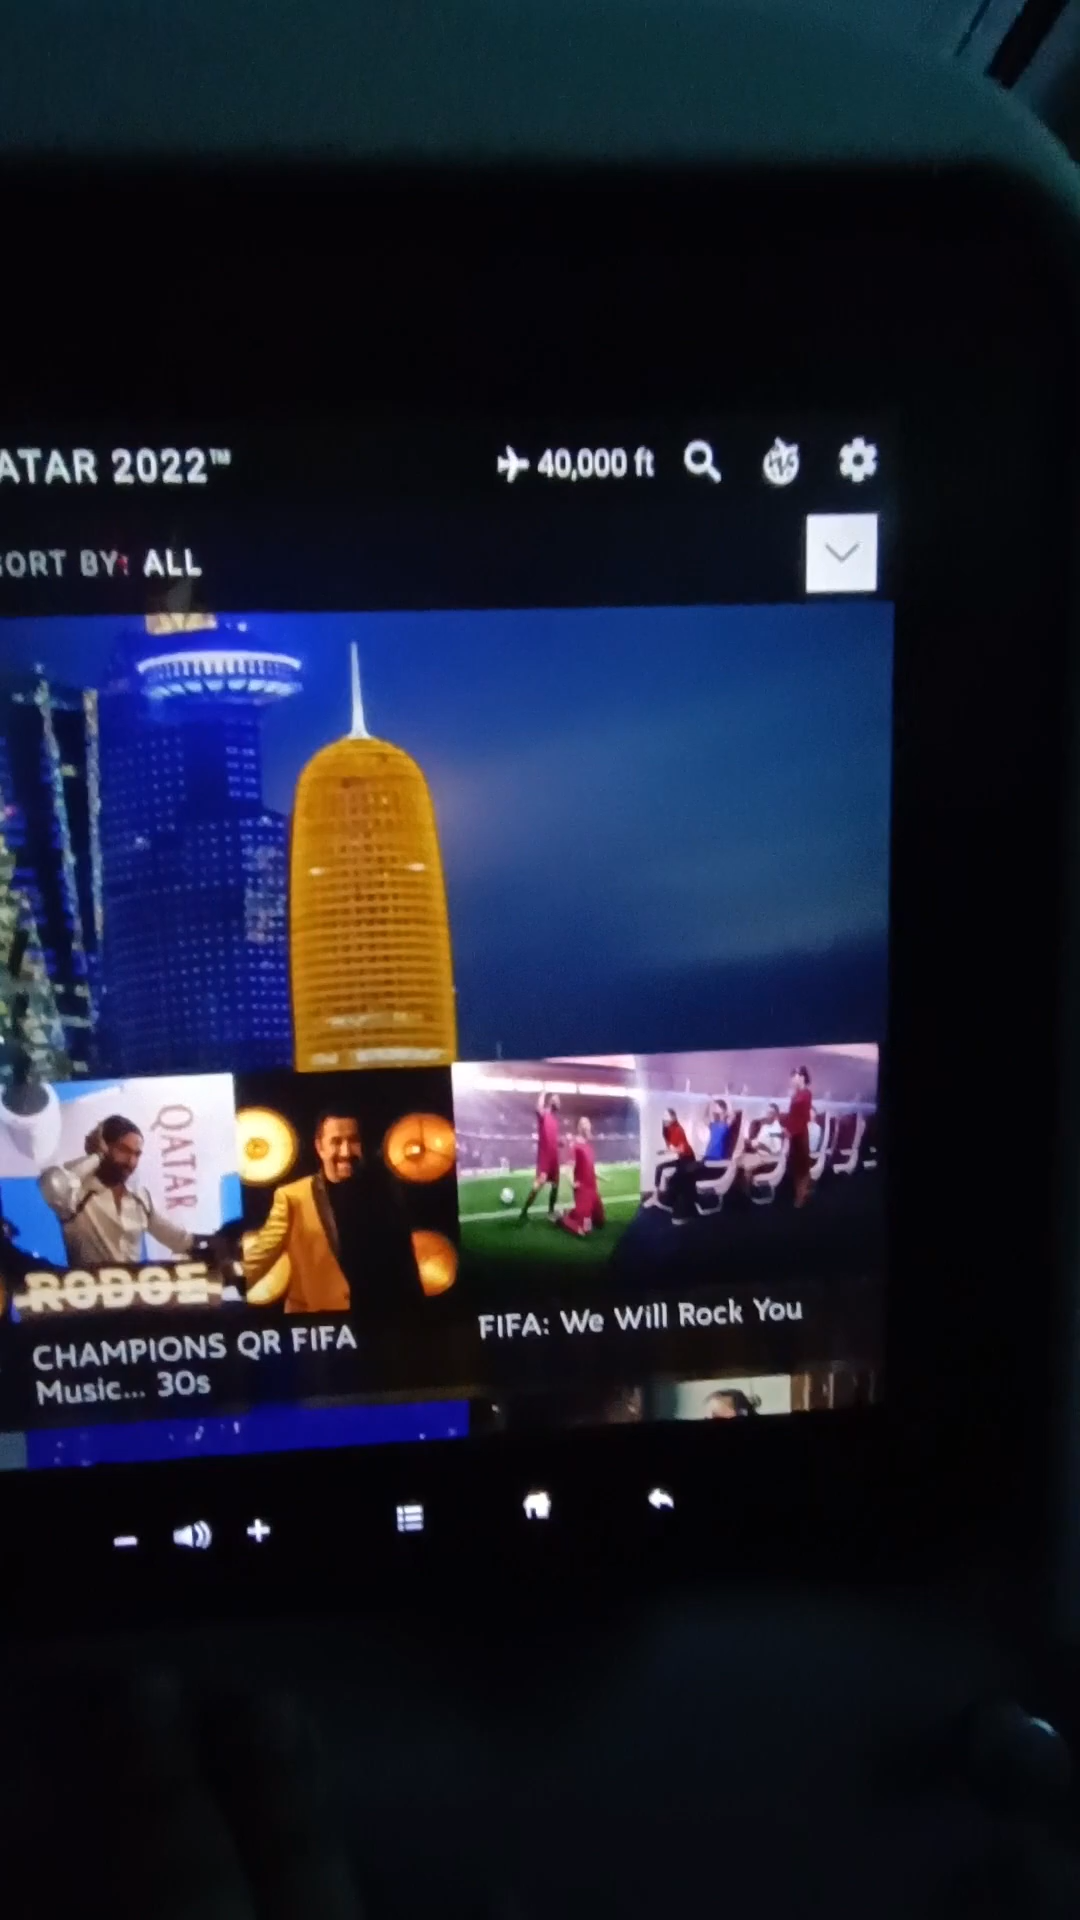 ATAR 2022™
40,000 ft
SORT BY: ALL
QATAR
RODGE
CHAMPIONS QR FIFA
Music... 30s
FIFA: We Will Rock You